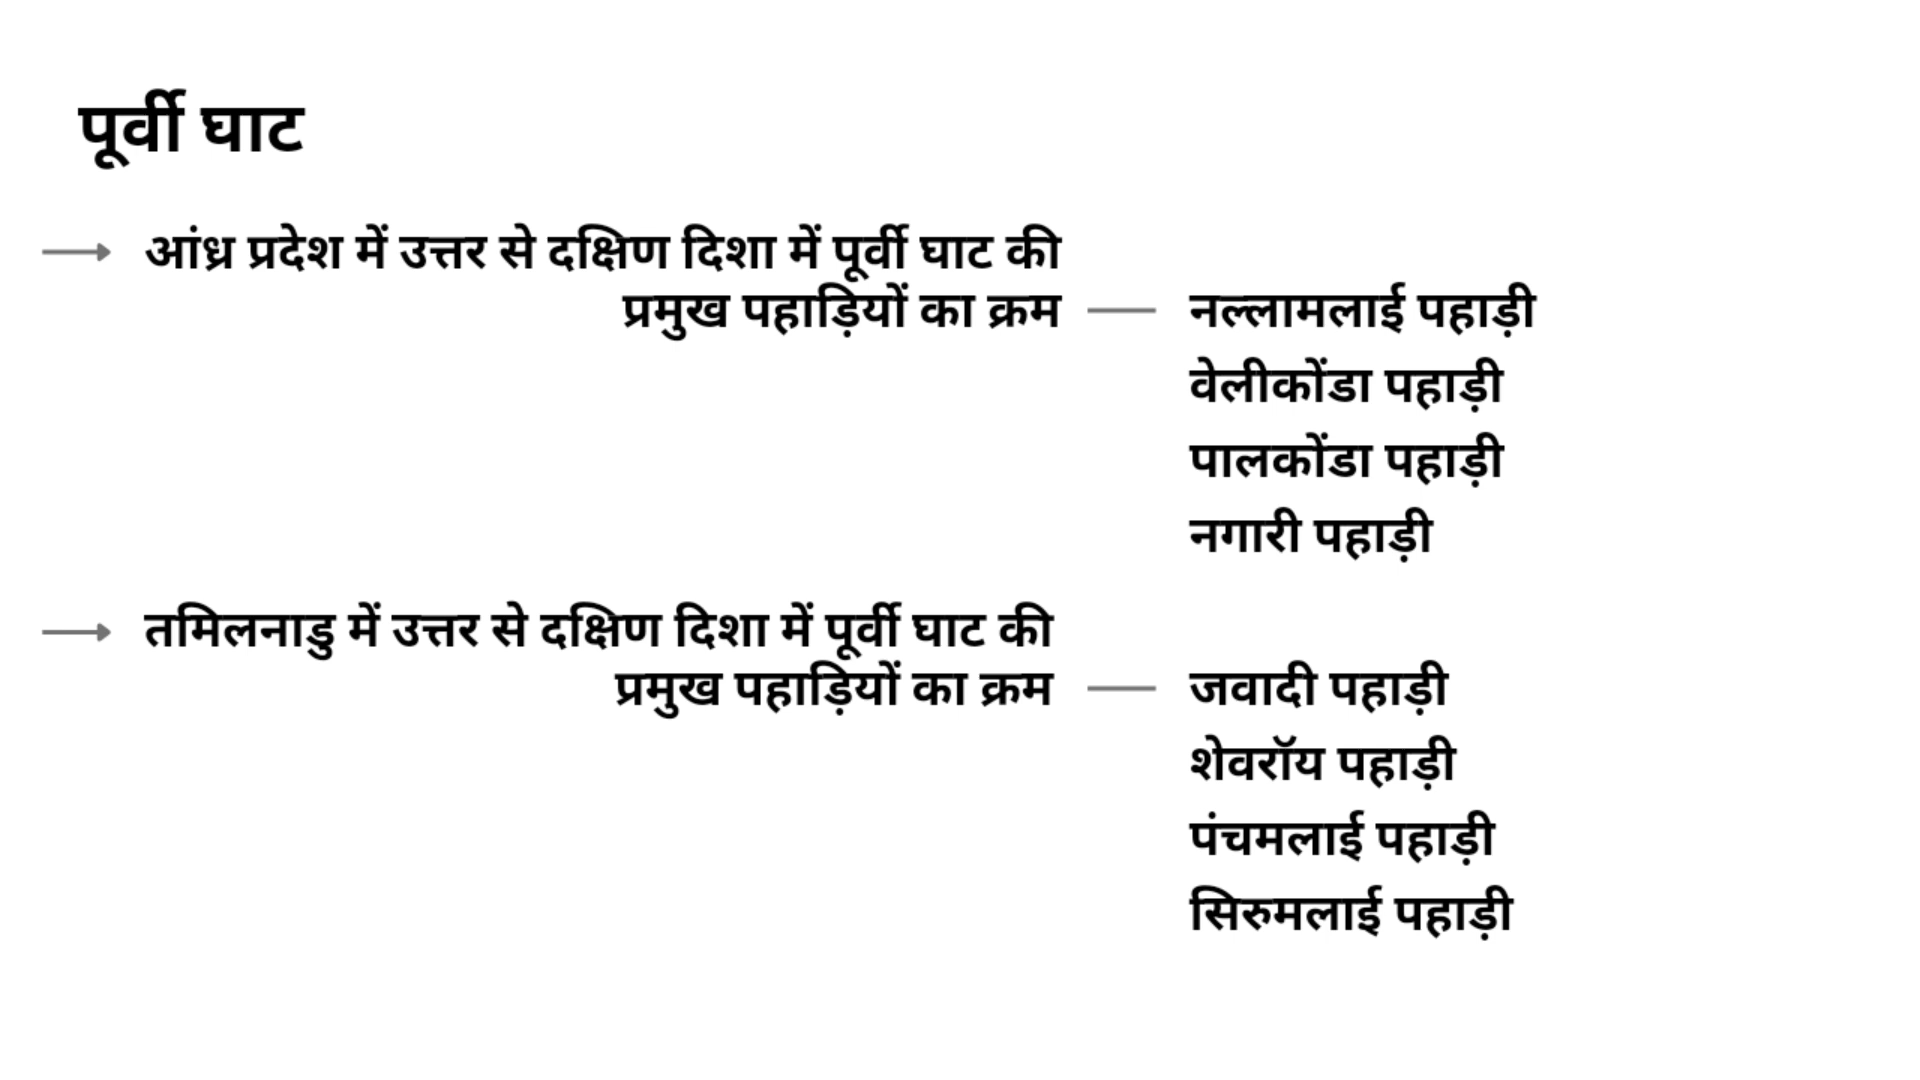 पूर्वी घाट
आंध्र प्रदेश में उत्तर से दक्षिण दिशा में पूर्वी घाट की
प्रमुख पहाड़ियों का क्रम — नल्लामलाई पहाड़ी
वेलीकोंडा पहाड़ी
पालकोंडा पहाड़ी
नगारी पहाड़ी
तमिलनाडु में उत्तर से दक्षिण दिशा में पूर्वी घाट की
प्रमुख पहाड़ियों का क्रम — जवादी पहाड़ी
शेवरॉय पहाड़ी
पंचमलाई पहाड़ी
सिरुमलाई पहाड़ी